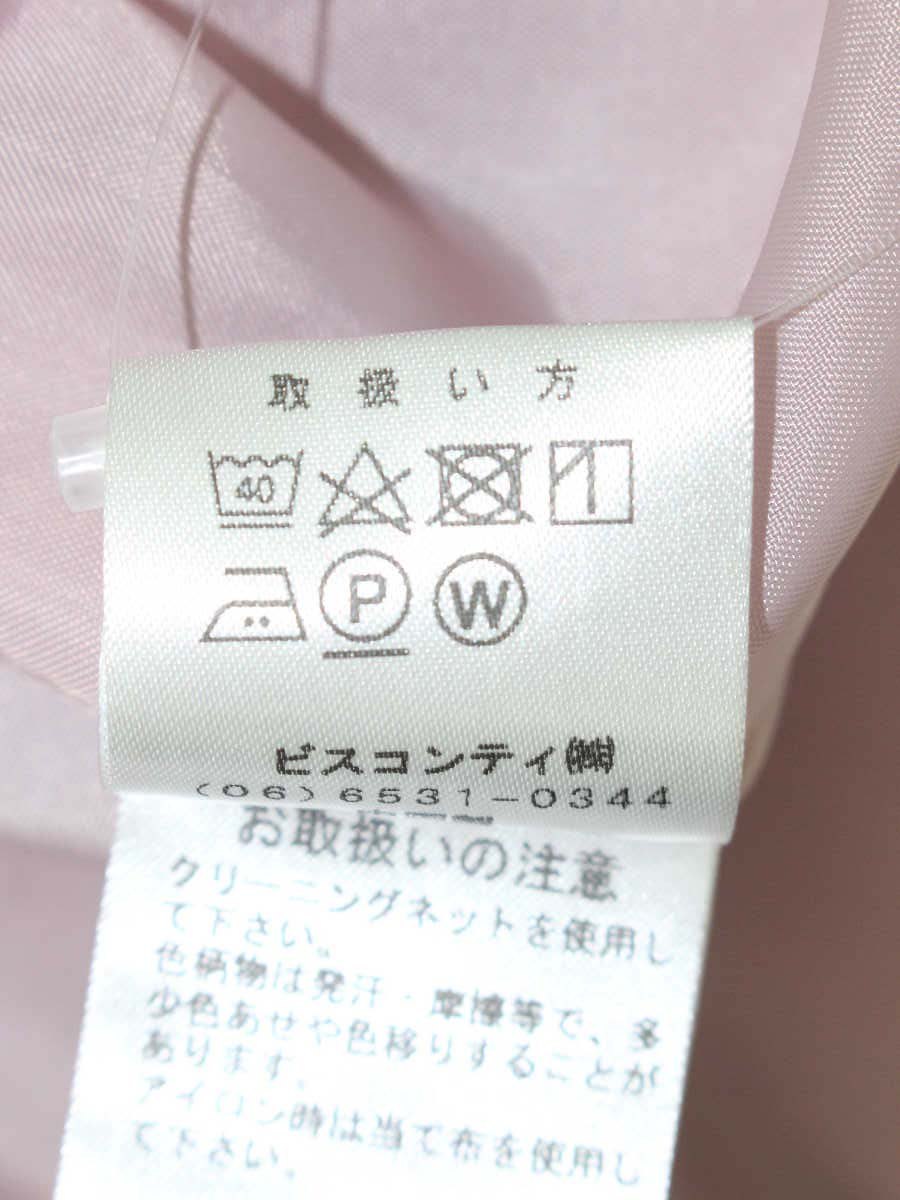 取扱い方
40
P W
ビスコンティ㈱
(06)6531-0344
お取扱いの注意
クリーニングネットを使用し
て下さい。
色柄物は発汗・摩擦等で、多
少色あせや色移りすることが
あります。
アイロン時は当て布を使用し
て下さい。